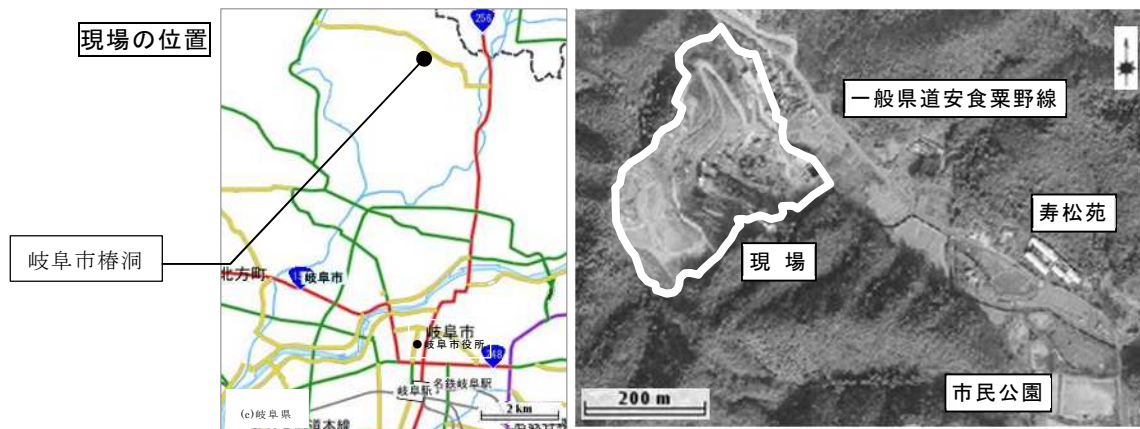 現場の位置
256
岐阜市椿洞
北方町
岐阜市
岐阜市
岐阜市役所
248
岐阜駅
名鉄岐阜駅
(c)岐阜県
道本線
2 km
一般県道安食粟野線
寿松苑
現 場
市民公園
200 m